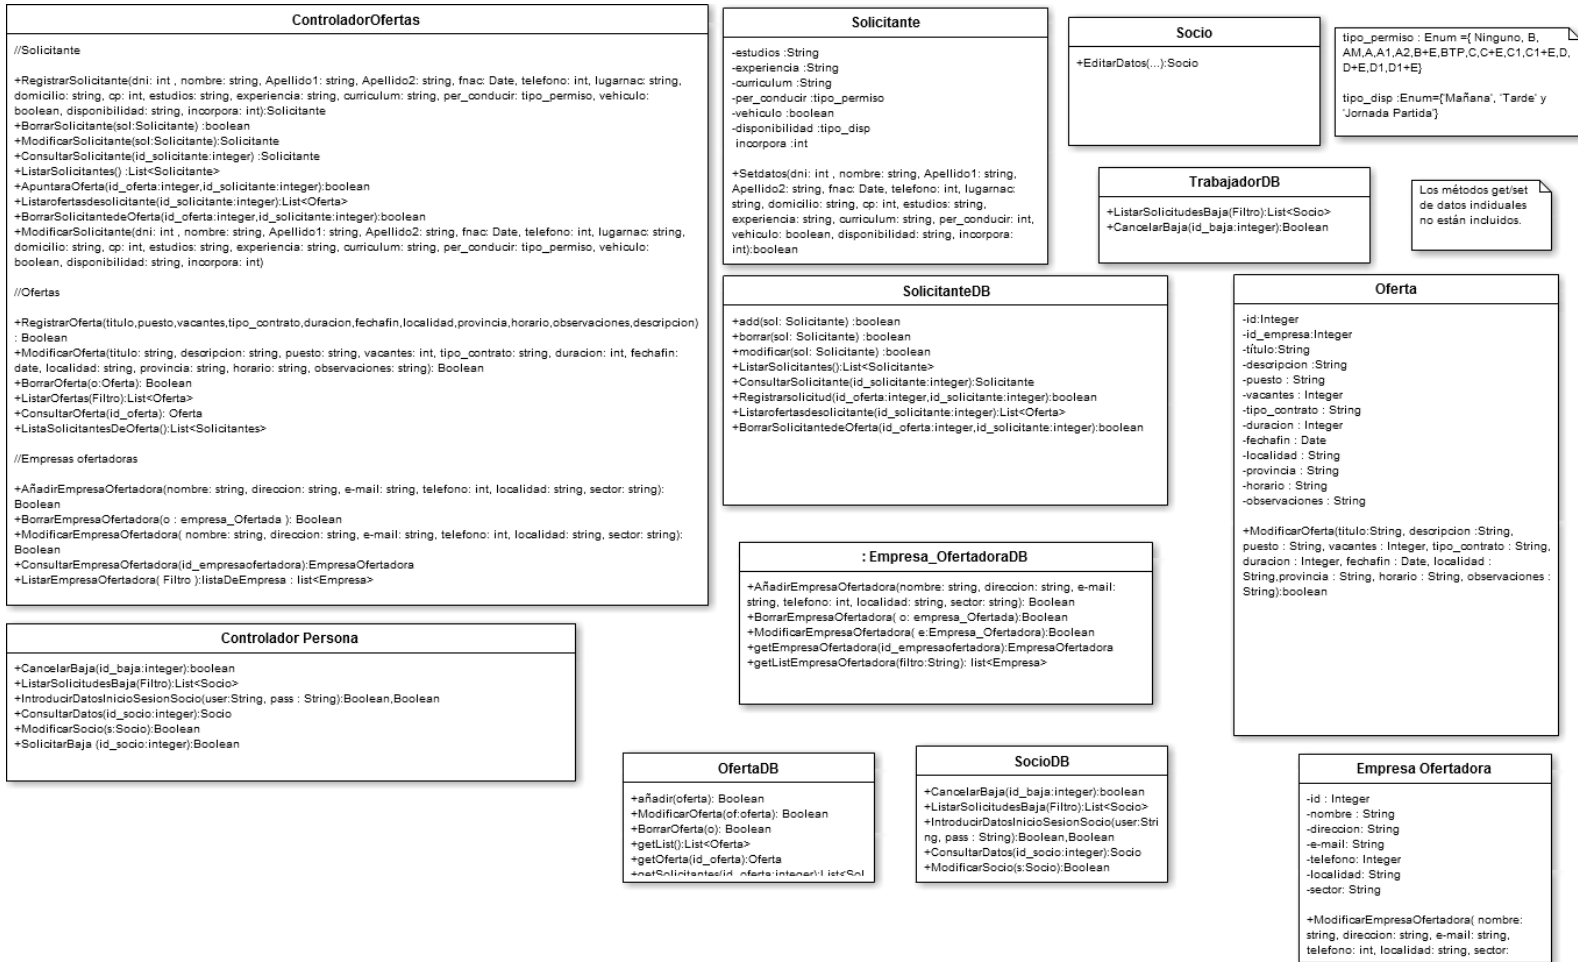 ControladorOfertas
//Solicitante
+RegistrarSolicitante(dni: int , nombre: string, Apellido1: string, Apellido2: string, fnac: Date, telefono: int, lugarnac: string,
domicilio: string, cp: int, estudios: string, experiencia: string, curriculum: string, per_conducir: tipo_permiso, vehiculo:
boolean, disponibilidad: string, incorpora: int):Solicitante
+BorrarSolicitante(sol:Solicitante) :boolean
+ModificarSolicitante(sol:Solicitante):Solicitante
+ConsultarSolicitante(id_solicitante:integer) :Solicitante
+ListarSolicitantes() :List<Solicitante>
+ApuntaraOferta(id_oferta:integer,id_solicitante:integer):boolean
+Listarofertasdesolicitante(id_solicitante:integer):List<Oferta>
+BorrarSolicitantedeOferta(id_oferta:integer,id_solicitante:integer):boolean
+ModificarSolicitante(dni: int , nombre: string, Apellido1: string, Apellido2: string, fnac: Date, telefono: int, lugarnac: string,
domicilio: string, cp: int, estudios: string, experiencia: string, curriculum: string, per_conducir: tipo_permiso, vehiculo:
boolean, disponibilidad: string, incorpora: int)
//Ofertas
+RegistrarOferta(titulo,puesto,vacantes,tipo_contrato,duracion,fechafin,localidad,provincia,horario,observaciones,descripcion)
: Boolean
+ModificarOferta(titulo: string, descripcion: string, puesto: string, vacantes: int, tipo_contrato: string, duracion: int, fechafin:
date, localidad: string, provincia: string, horario: string, observaciones: string): Boolean
+BorrarOferta(o:Oferta): Boolean
+ListarOfertas(Filtro):List<Oferta>
+ConsultarOferta(id_oferta): Oferta
+ListaSolicitantesDeOferta():List<Solicitantes>
//Empresas ofertadoras
+AñadirEmpresaOfertadora(nombre: string, direccion: string, e-mail: string, telefono: int, localidad: string, sector: string):
Boolean
+BorrarEmpresaOfertadora(o : empresa_Ofertada ): Boolean
+ModificarEmpresaOfertadora( nombre: string, direccion: string, e-mail: string, telefono: int, localidad: string, sector: string):
Boolean
+ConsultarEmpresaOfertadora(id_empresaofertadora):EmpresaOfertadora
+ListarEmpresaOfertadora( Filtro ):listaDeEmpresa : list<Empresa>
Solicitante
-estudios :String
-experiencia :String
-curriculum :String
-per_conducir :tipo_permiso
-vehiculo :boolean
-disponibilidad :tipo_disp
incorpora :int
+Setdatos(dni: int , nombre: string, Apellido1: string,
Apellido2: string, fnac: Date, telefono: int, lugarnac:
string, domicilio: string, cp: int, estudios: string,
experiencia: string, curriculum: string, per_conducir: int,
vehiculo: boolean, disponibilidad: string, incorpora:
int):boolean
Socio
+EditarDatos(...):Socio
tipo_permiso : Enum ={ Ninguno, B,
AM,A,A1,A2,B+E,BTP,C,C+E,C1,C1+E,D,
D+E,D1,D1+E}
tipo_disp :Enum={'Mañana', 'Tarde' y
'Jornada Partida'}
TrabajadorDB
+ListarSolicitudesBaja(Filtro):List<Socio>
+CancelarBaja(id_baja:integer):Boolean
Los métodos get/set
de datos indiduales
no están incluidos.
SolicitanteDB
+add(sol: Solicitante) :boolean
+borrar(sol: Solicitante) :boolean
+modificar(sol: Solicitante) :boolean
+ListarSolicitantes():List<Solicitante>
+ConsultarSolicitante(id_solicitante:integer):Solicitante
+Registrarsolicitud(id_oferta:integer,id_solicitante:integer):boolean
+Listarofertasdesolicitante(id_solicitante:integer):List<Oferta>
+BorrarSolicitantedeOferta(id_oferta:integer,id_solicitante:integer):boolean
Oferta
-id:Integer
-id_empresa:Integer
-título:String
-descripcion :String
-puesto : String
-vacantes : Integer
-tipo_contrato : String
-duracion : Integer
-fechafin : Date
-localidad : String
-provincia : String
-horario : String
-observaciones : String
+ModificarOferta(titulo:String, descripcion :String,
puesto : String, vacantes : Integer, tipo_contrato : String,
duracion : Integer, fechafin : Date, localidad :
String,provincia : String, horario : String, observaciones :
String):boolean
: Empresa_OfertadoraDB
+AñadirEmpresaOfertadora(nombre: string, direccion: string, e-mail:
string, telefono: int, localidad: string, sector: string): Boolean
+BorrarEmpresaOfertadora( o: empresa_Ofertada):Boolean
+ModificarEmpresaOfertadora( e:Empresa_Ofertadora):Boolean
+getEmpresaOfertadora(id_empresaofertadora):EmpresaOfertadora
+getListEmpresaOfertadora(filtro:String): list<Empresa>
Controlador Persona
+CancelarBaja(id_baja:integer):boolean
+ListarSolicitudesBaja(Filtro):List<Socio>
+IntroducirDatosInicioSesionSocio(user:String, pass : String):Boolean,Boolean
+ConsultarDatos(id_socio:integer):Socio
+ModificarSocio(s:Socio):Boolean
+SolicitarBaja (id_socio:integer):Boolean
OfertaDB
+añadir(oferta): Boolean
+ModificarOferta(of:oferta): Boolean
+BorrarOferta(o): Boolean
+getList():List<Oferta>
+getOferta(id_oferta):Oferta
+getSolicitantes(id_oferta:integer):List<Sol
SocioDB
+CancelarBaja(id_baja:integer):boolean
+ListarSolicitudesBaja(Filtro):List<Socio>
+IntroducirDatosInicioSesionSocio(user:Stri
ng, pass : String):Boolean,Boolean
+ConsultarDatos(id_socio:integer):Socio
+ModificarSocio(s:Socio):Boolean
Empresa Ofertadora
-id : Integer
-nombre : String
-direccion: String
-e-mail: String
-telefono: Integer
-localidad: String
-sector: String
+ModificarEmpresaOfertadora( nombre:
string, direccion: string, e-mail: string,
telefono: int, localidad: string, sector: